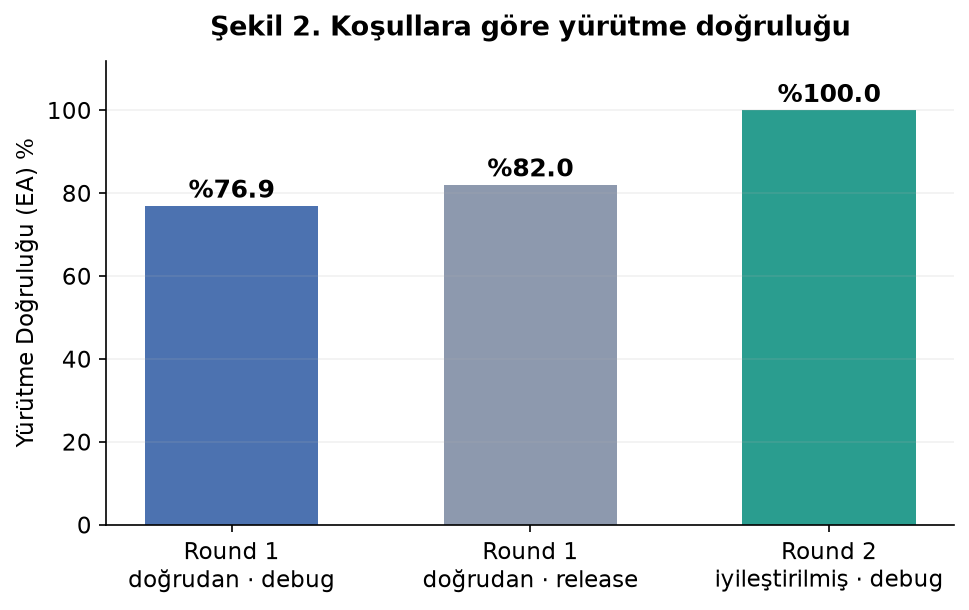 Şekil 2. Koşullara göre yürütme doğruluğu
Yürütme Doğruluğu (EA) %
100
80
60
40
20
0
%76.9
%82.0
%100.0
Round 1
doğrudan · debug
Round 1
doğrudan · release
Round 2
iyileştirilmiş · debug